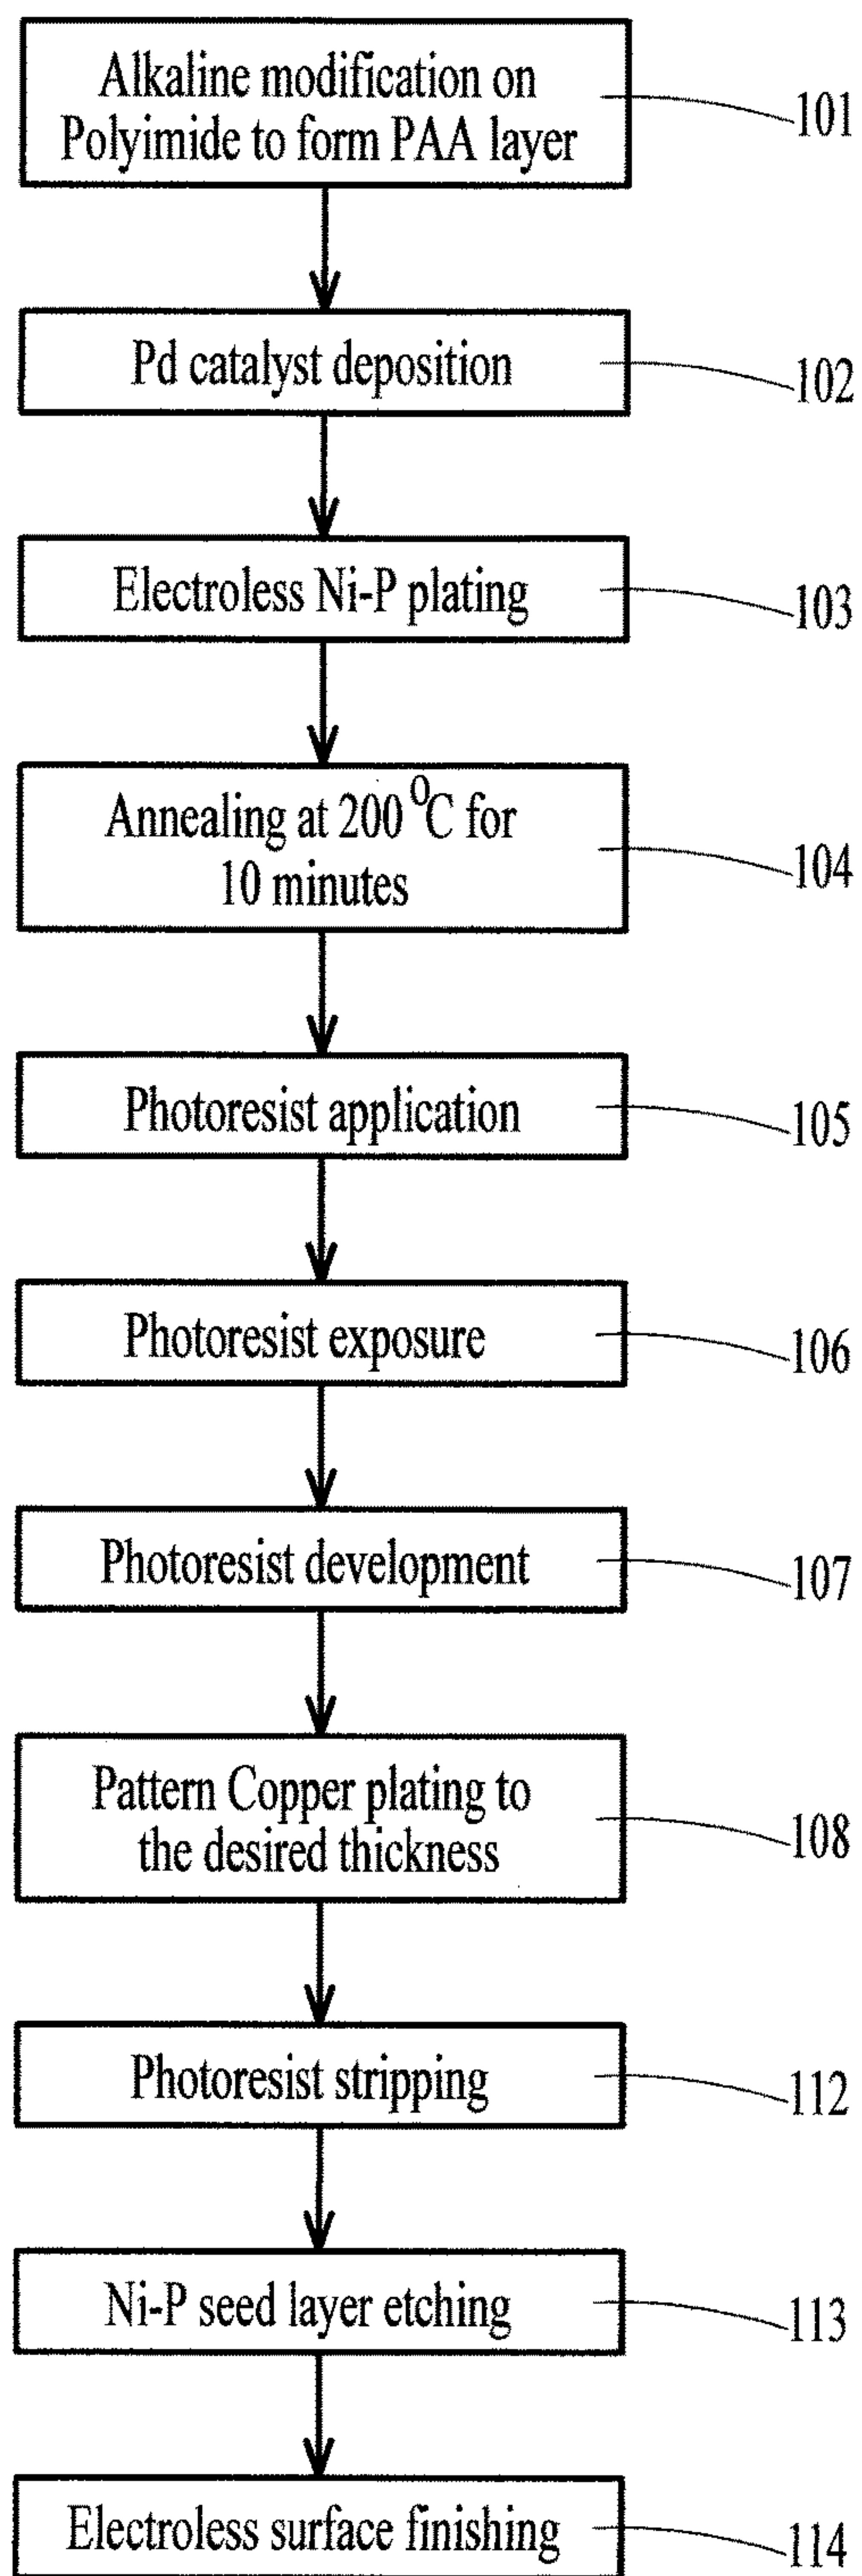 Alkaline modification on
Polyimide to form PAA layer
101
Pd catalyst deposition
102
Electroless Ni-P plating
103
Annealing at 200 °C for
10 minutes
104
Photoresist application
105
Photoresist exposure
106
Photoresist development
107
Pattern Copper plating to
the desired thickness
108
Photoresist stripping
112
Ni-P seed layer etching
113
Electroless surface finishing
114